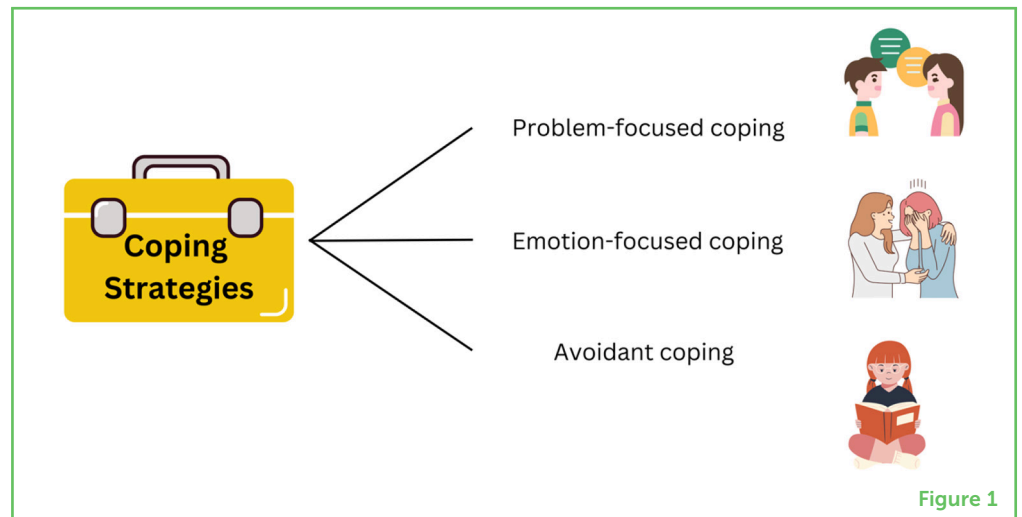 Coping
Strategies
Problem-focused coping
Emotion-focused coping
Avoidant coping
Figure 1